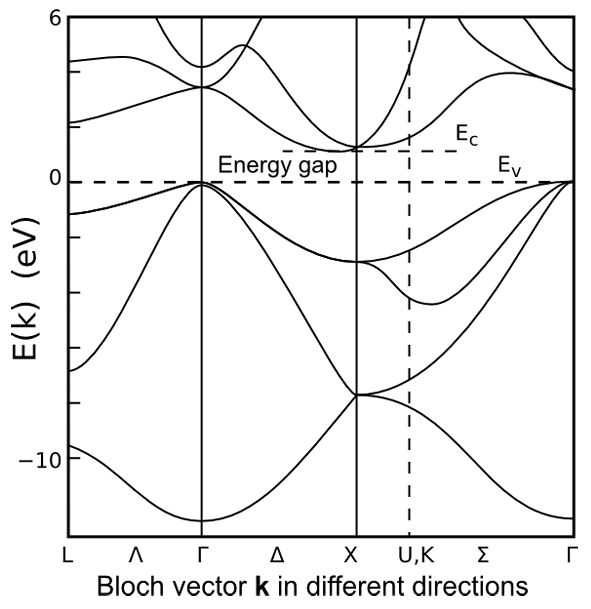 6
E_c
Energy gap
E_v
0
E(k) (eV)
−10
L Λ Γ Δ X U,K Σ Γ
Bloch vector k in different directions